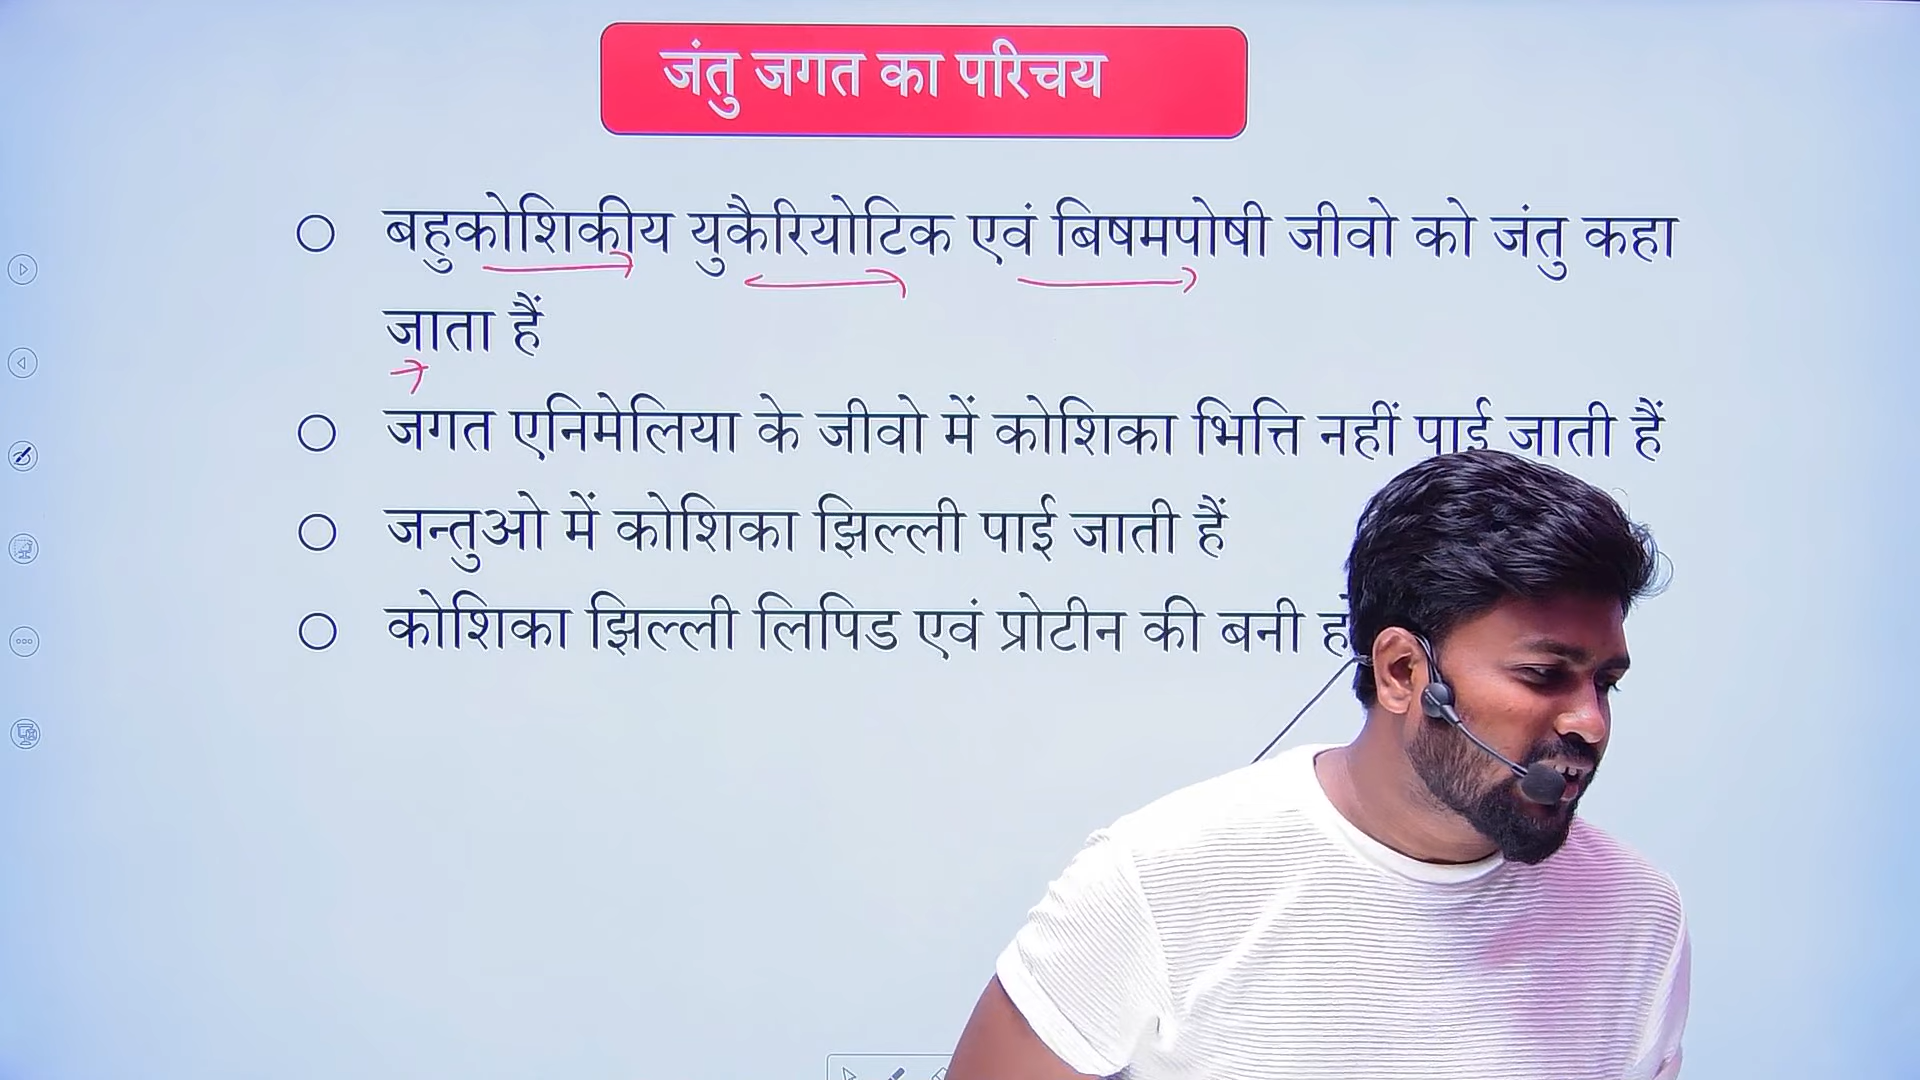 जंतु जगत का परिचय
बहुकोशिकीय युकैरियोटिक एवं बिषमपोषी जीवो को जंतु कहा
जाता हैं
जगत एनिमेलिया के जीवो में कोशिका भित्ति नहीं पाई जाती हैं
जन्तुओ में कोशिका झिल्ली पाई जाती हैं
कोशिका झिल्ली लिपिड एवं प्रोटीन की बनी